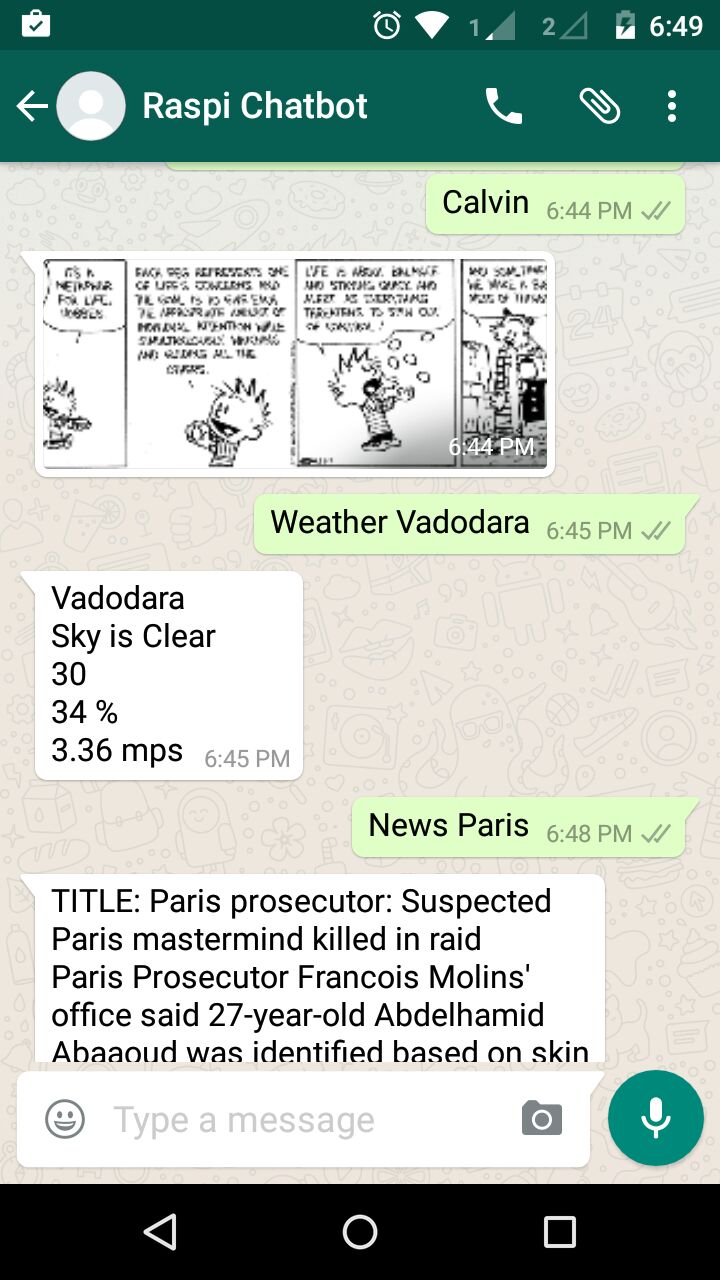 1 2 6:49
Raspi Chatbot
Calvin 6:44 PM
IT'S A
METAPHOR
FOR LIFE,
HOBBES.
EACH EGG REPRESENTS ONE
OF LIFE'S CONCERNS AND
THE GOAL IS TO GIVE EACH
THE APPROPRIATE AMOUNT OF
INDIVIDUAL ATTENTION WHILE
SIMULTANEOUSLY WATCHING
AND GUIDING ALL THE
OTHERS.
LIFE IS ABOUT BALANCE
AND STAYING QUICK AND
ALERT AS EVERYTHING
THREATENS TO SPIN OUT
OF CONTROL!
AND SOMETIMES
WE MAKE A
MESS OF THINGS
6:44 PM
Weather Vadodara 6:45 PM
Vadodara
Sky is Clear
30
34 %
3.36 mps 6:45 PM
News Paris 6:48 PM
TITLE: Paris prosecutor: Suspected
Paris mastermind killed in raid
Paris Prosecutor Francois Molins'
office said 27-year-old Abdelhamid
Abaaoud was identified based on skin
Type a message